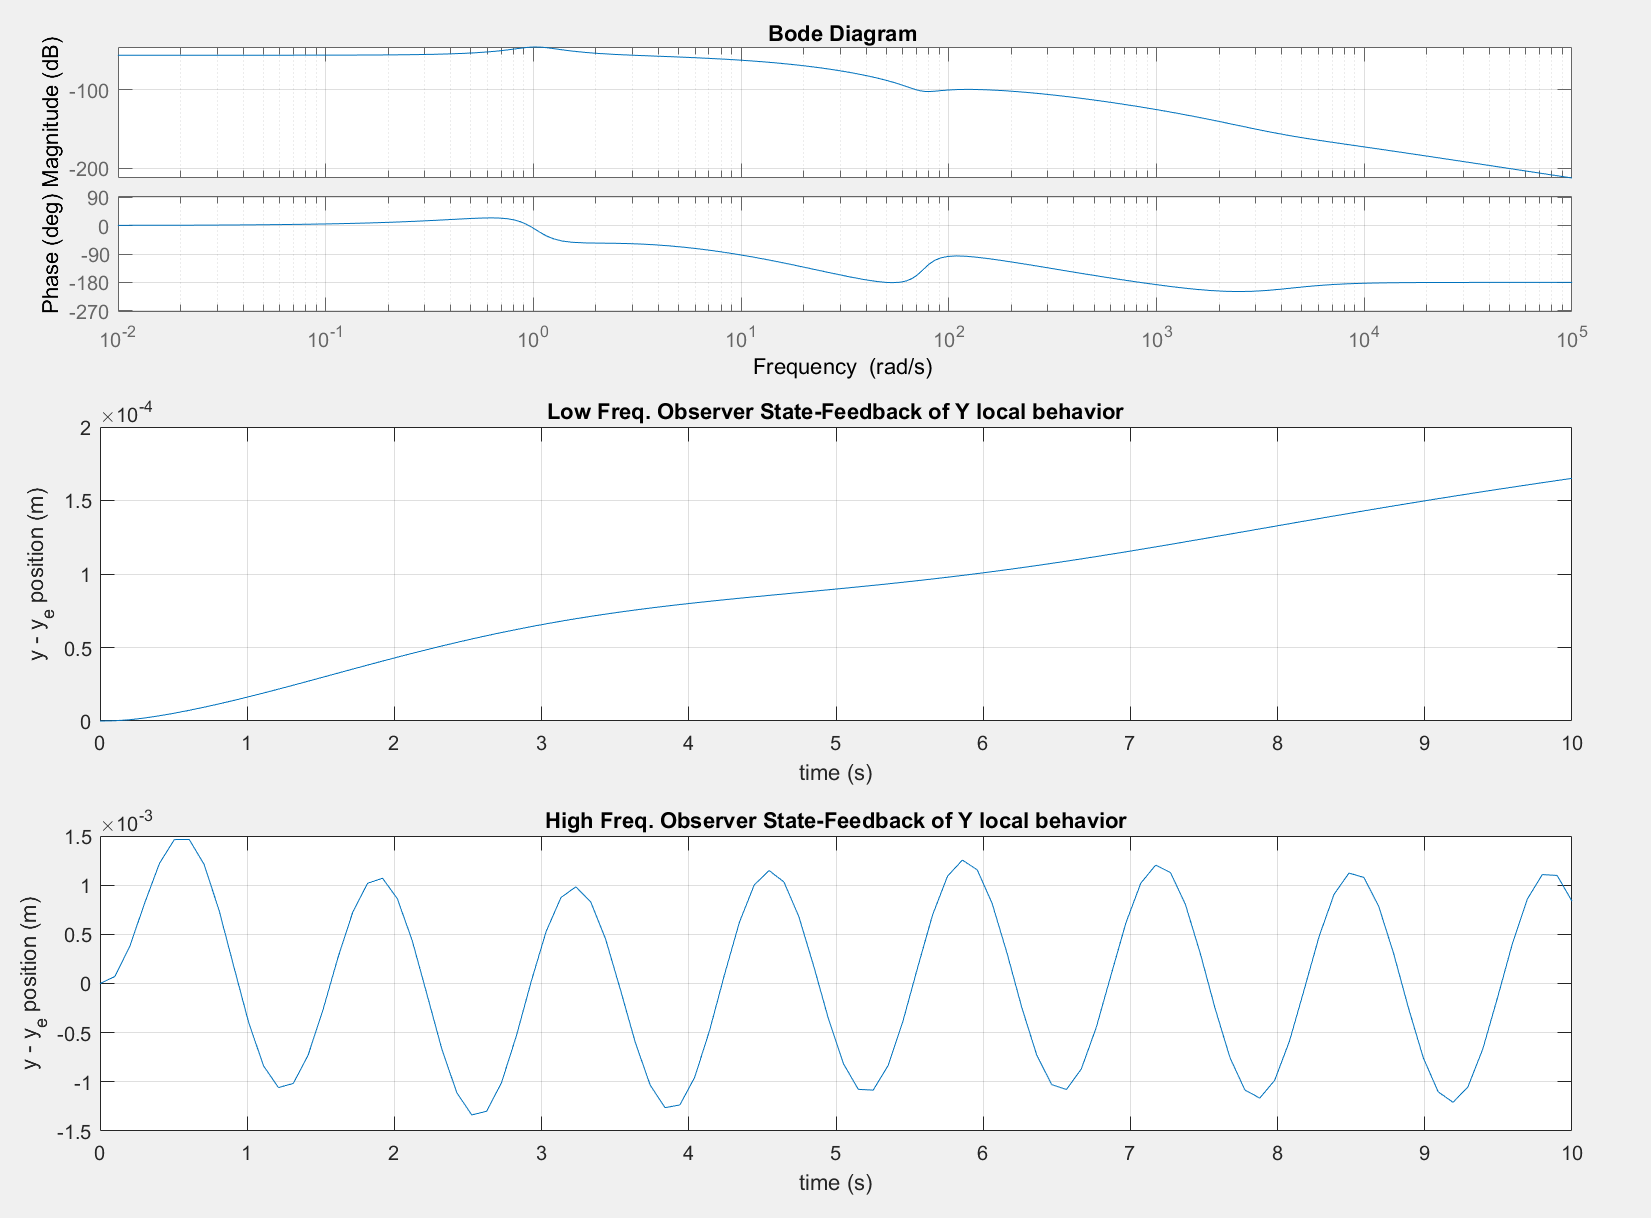 Bode Diagram
Magnitude (dB)
-100
-200
Phase (deg)
90
0
-90
-180
-270
10^-2 10^-1 10^0 10^1 10^2 10^3 10^4 10^5
Frequency (rad/s)
×10^-4
Low Freq. Observer State-Feedback of Y local behavior
y - y_e position (m)
2
1.5
1
0.5
0
0 1 2 3 4 5 6 7 8 9 10
time (s)
×10^-3
High Freq. Observer State-Feedback of Y local behavior
y - y_e position (m)
1.5
1
0.5
0
-0.5
-1
-1.5
0 1 2 3 4 5 6 7 8 9 10
time (s)